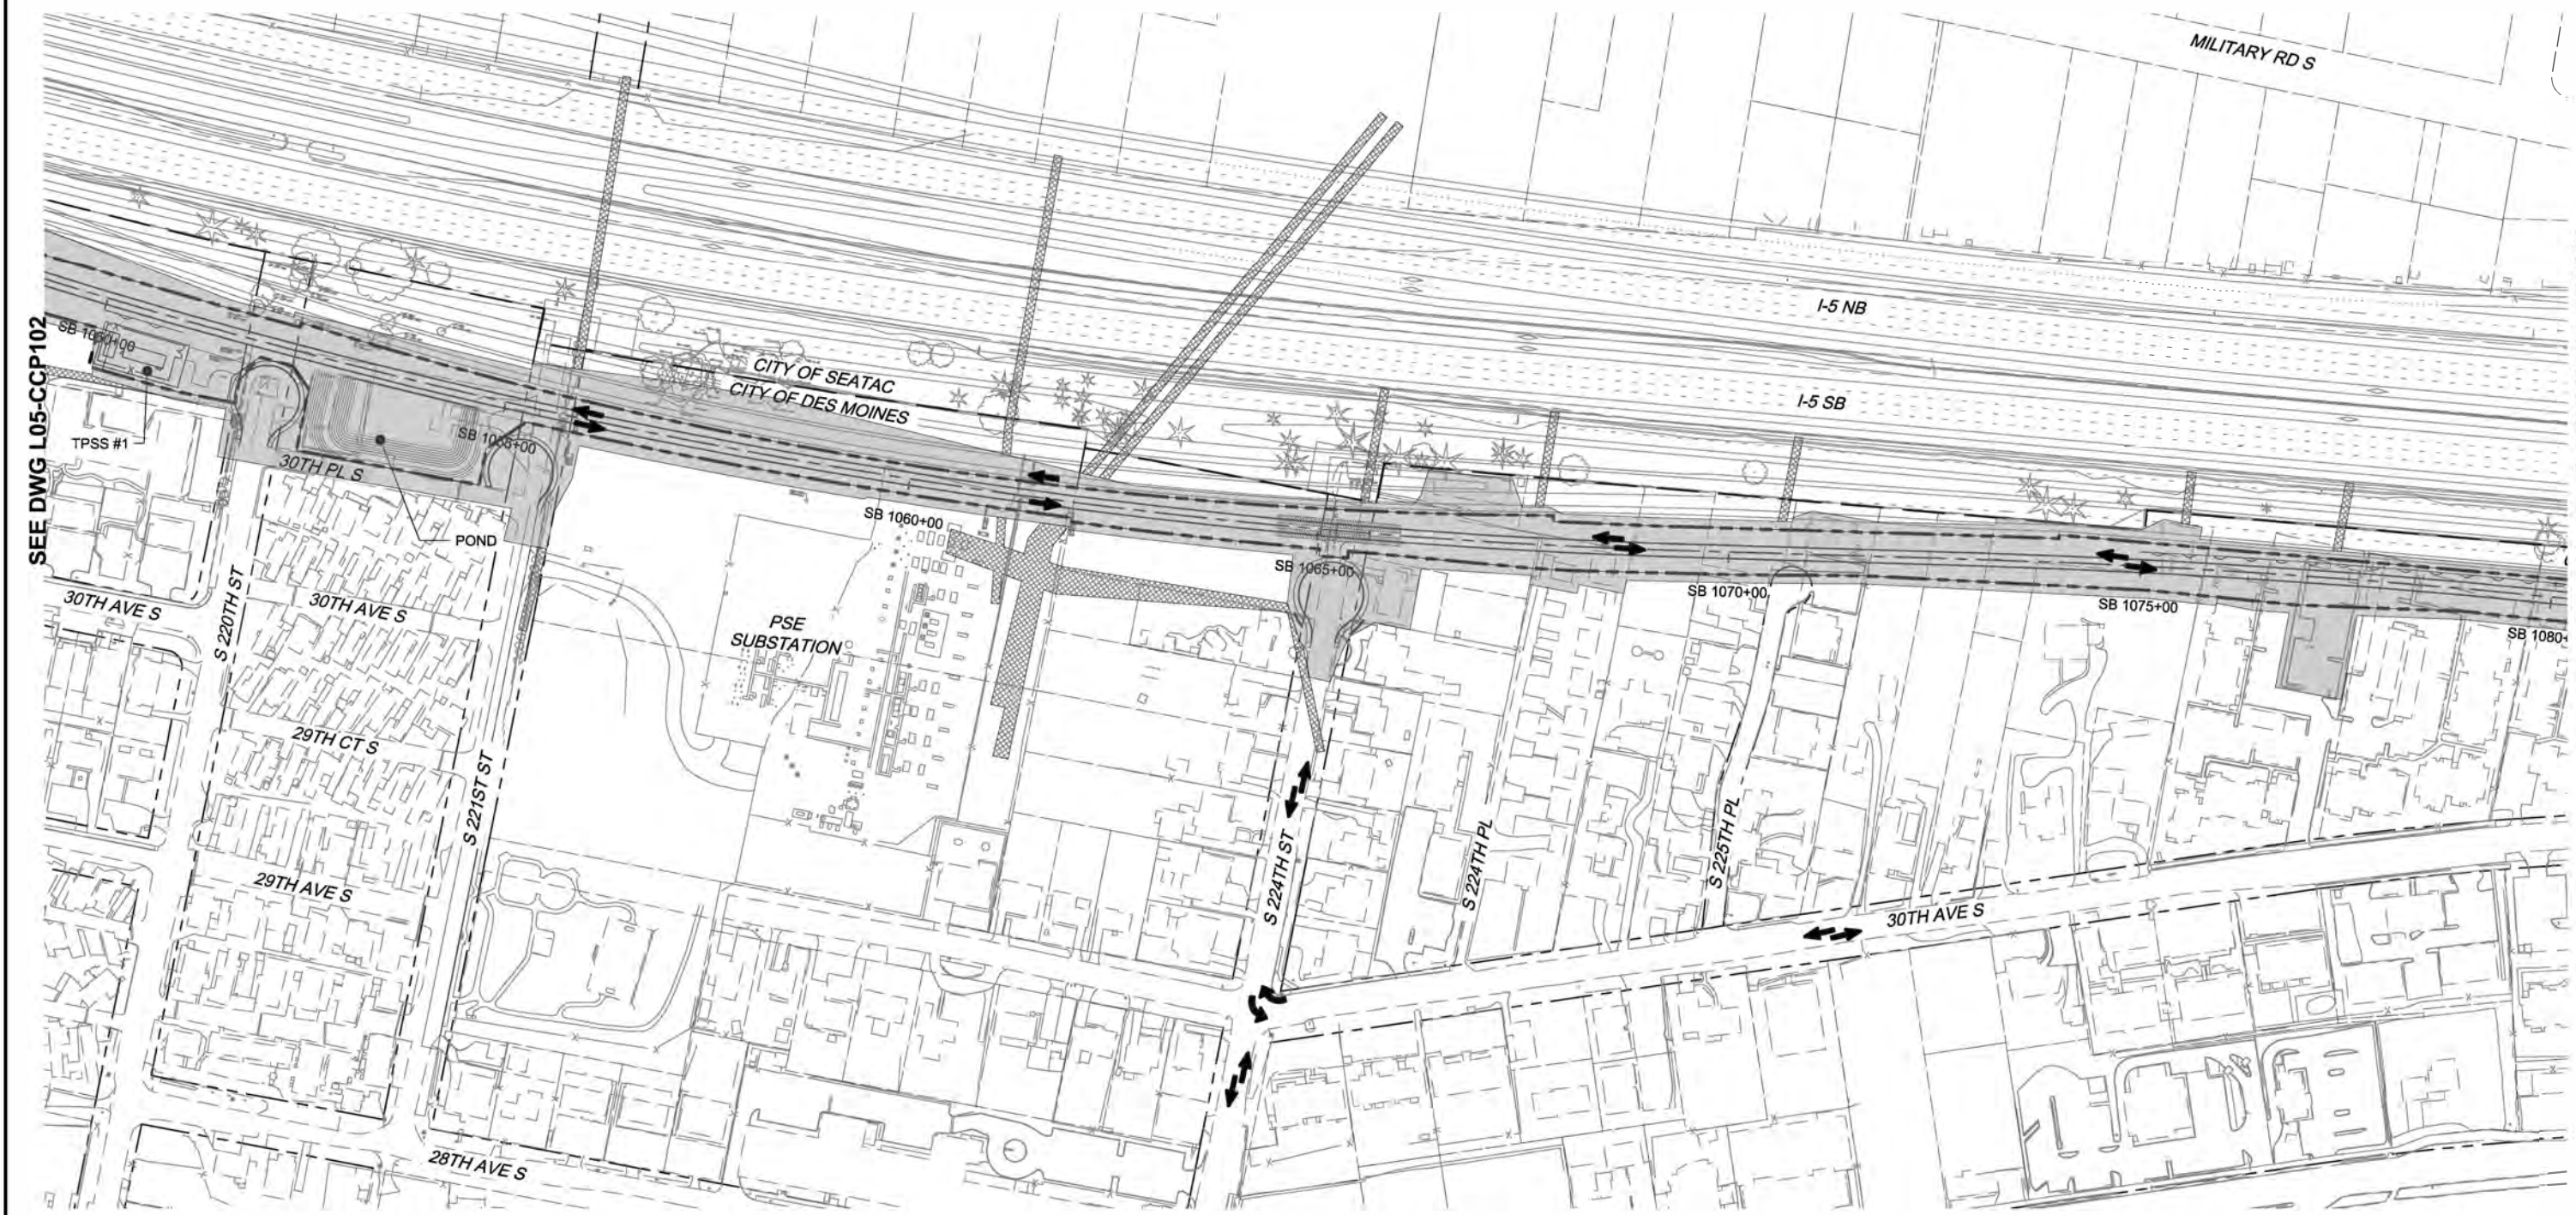 MILITARY RD S
I-5 NB
I-5 SB
SEE DWG L05-CCP102
SB 1050+00
TPSS #1
CITY OF SEATAC
CITY OF DES MOINES
SB 1055+00
30TH PL S
POND
SB 1060+00
SB 1065+00
SB 1070+00
SB 1075+00
SB 1080+
30TH AVE S
S 220TH ST
30TH AVE S
PSE
SUBSTATION
29TH CT S
S 221ST ST
29TH AVE S
S 224TH ST
S 224TH PL
S 225TH PL
30TH AVE S
28TH AVE S